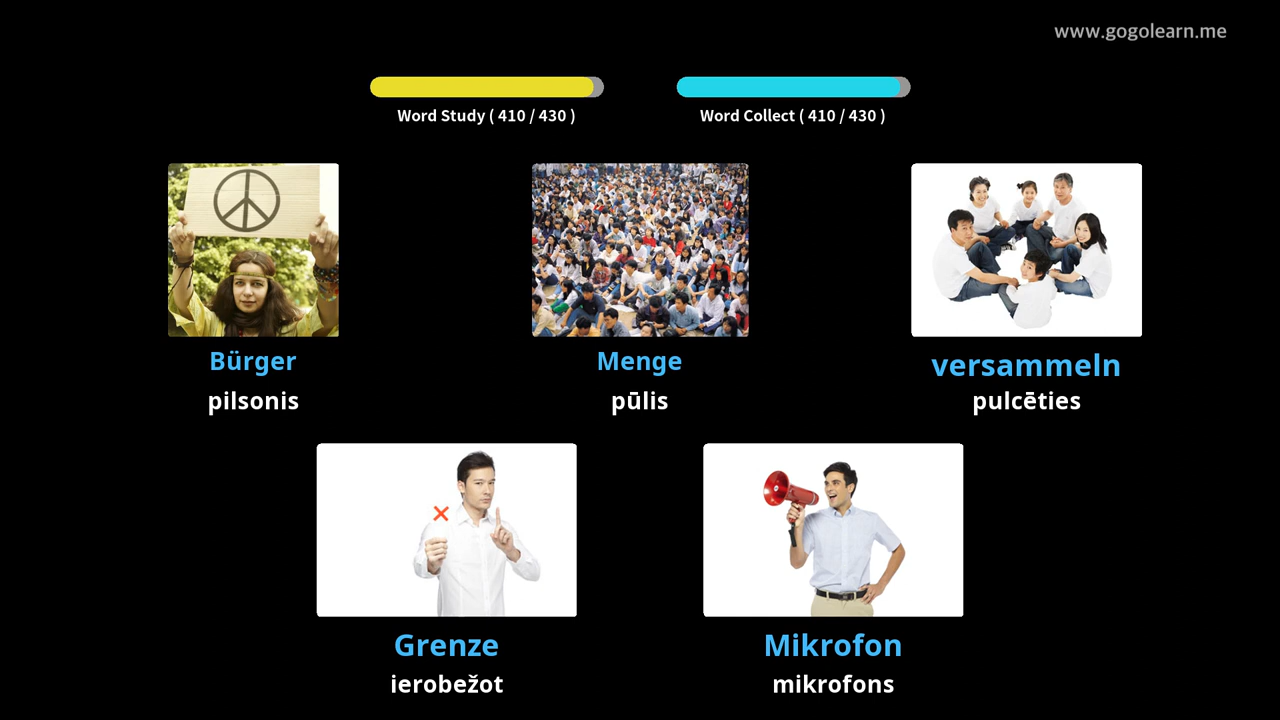 www.gogolearn.me
Word Study ( 410 / 430 )
Word Collect ( 410 / 430 )
Bürger
pilsonis
Menge
pūlis
versammeln
pulcēties
Grenze
ierobežot
Mikrofon
mikrofons